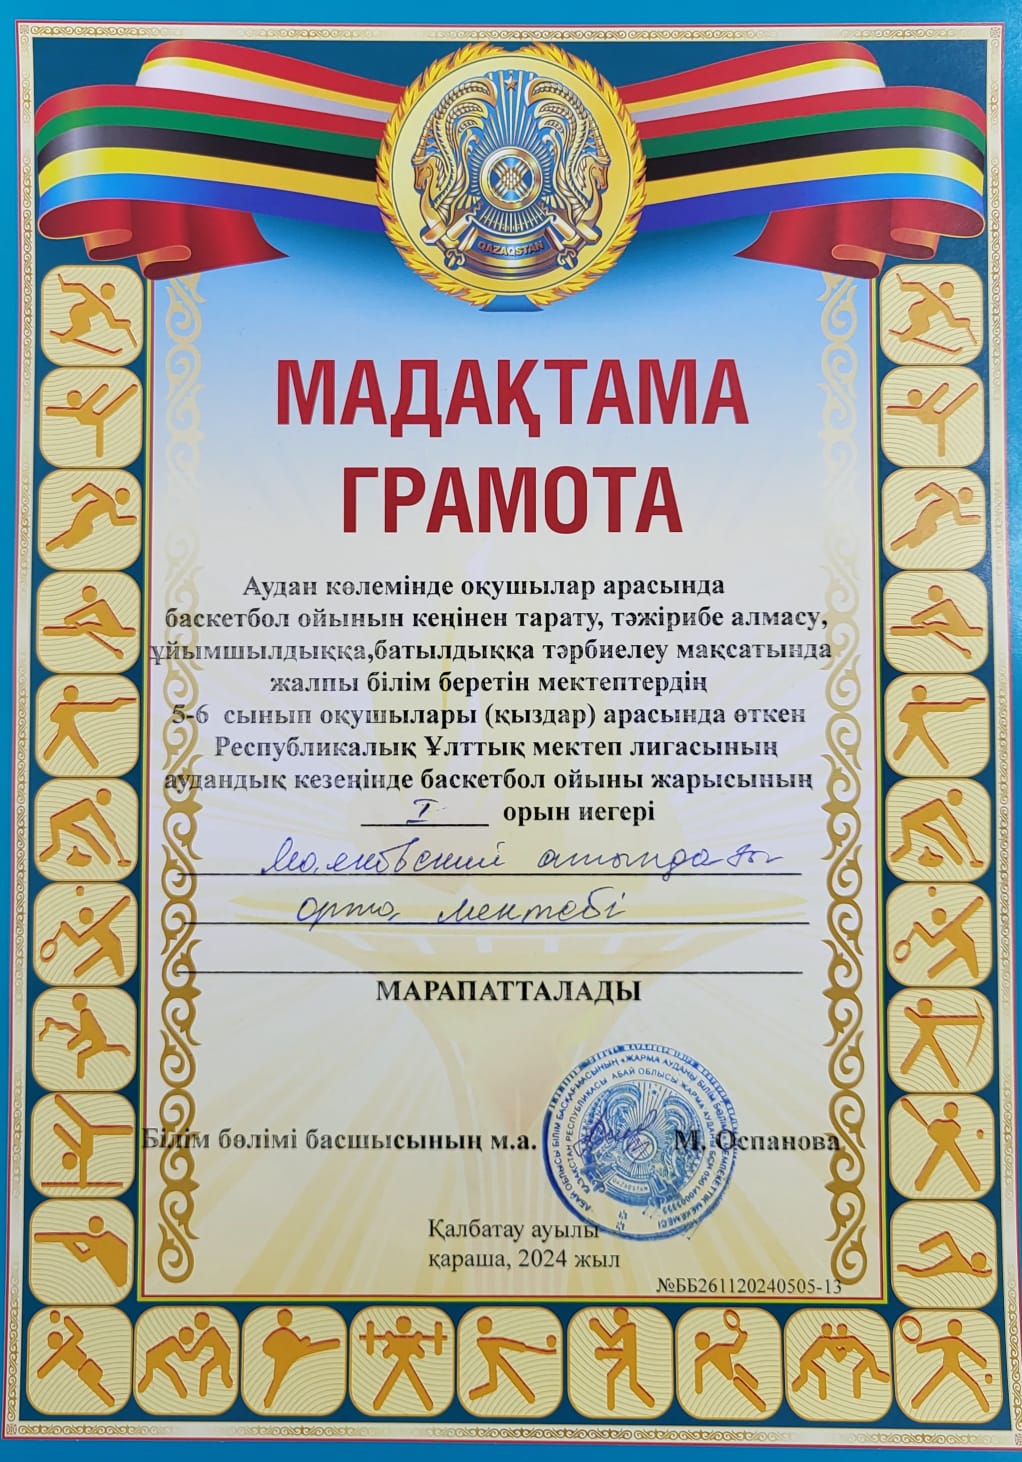 QAZAQSTAN
МАДАҚТАМА
ГРАМОТА
Аудан көлемінде оқушылар арасында
баскетбол ойынын кеңінен тарату, тәжірибе алмасу,
ұйымшылдыққа,батылдыққа тәрбиелеу мақсатында
жалпы білім беретін мектептердің
5-6 сынып оқушылары (қыздар) арасында өткен
Республикалық Ұлттық мектеп лигасының
аудандық кезеңінде баскетбол ойыны жарысының
I орын иегері
Маяковский атындағы
орта мектебі
МАРАПАТТАЛАДЫ
Білім бөлімі басшысының м.а. М. Оспанова
Қалбатау ауылы
қараша, 2024 жыл
№ББ261120240505-13